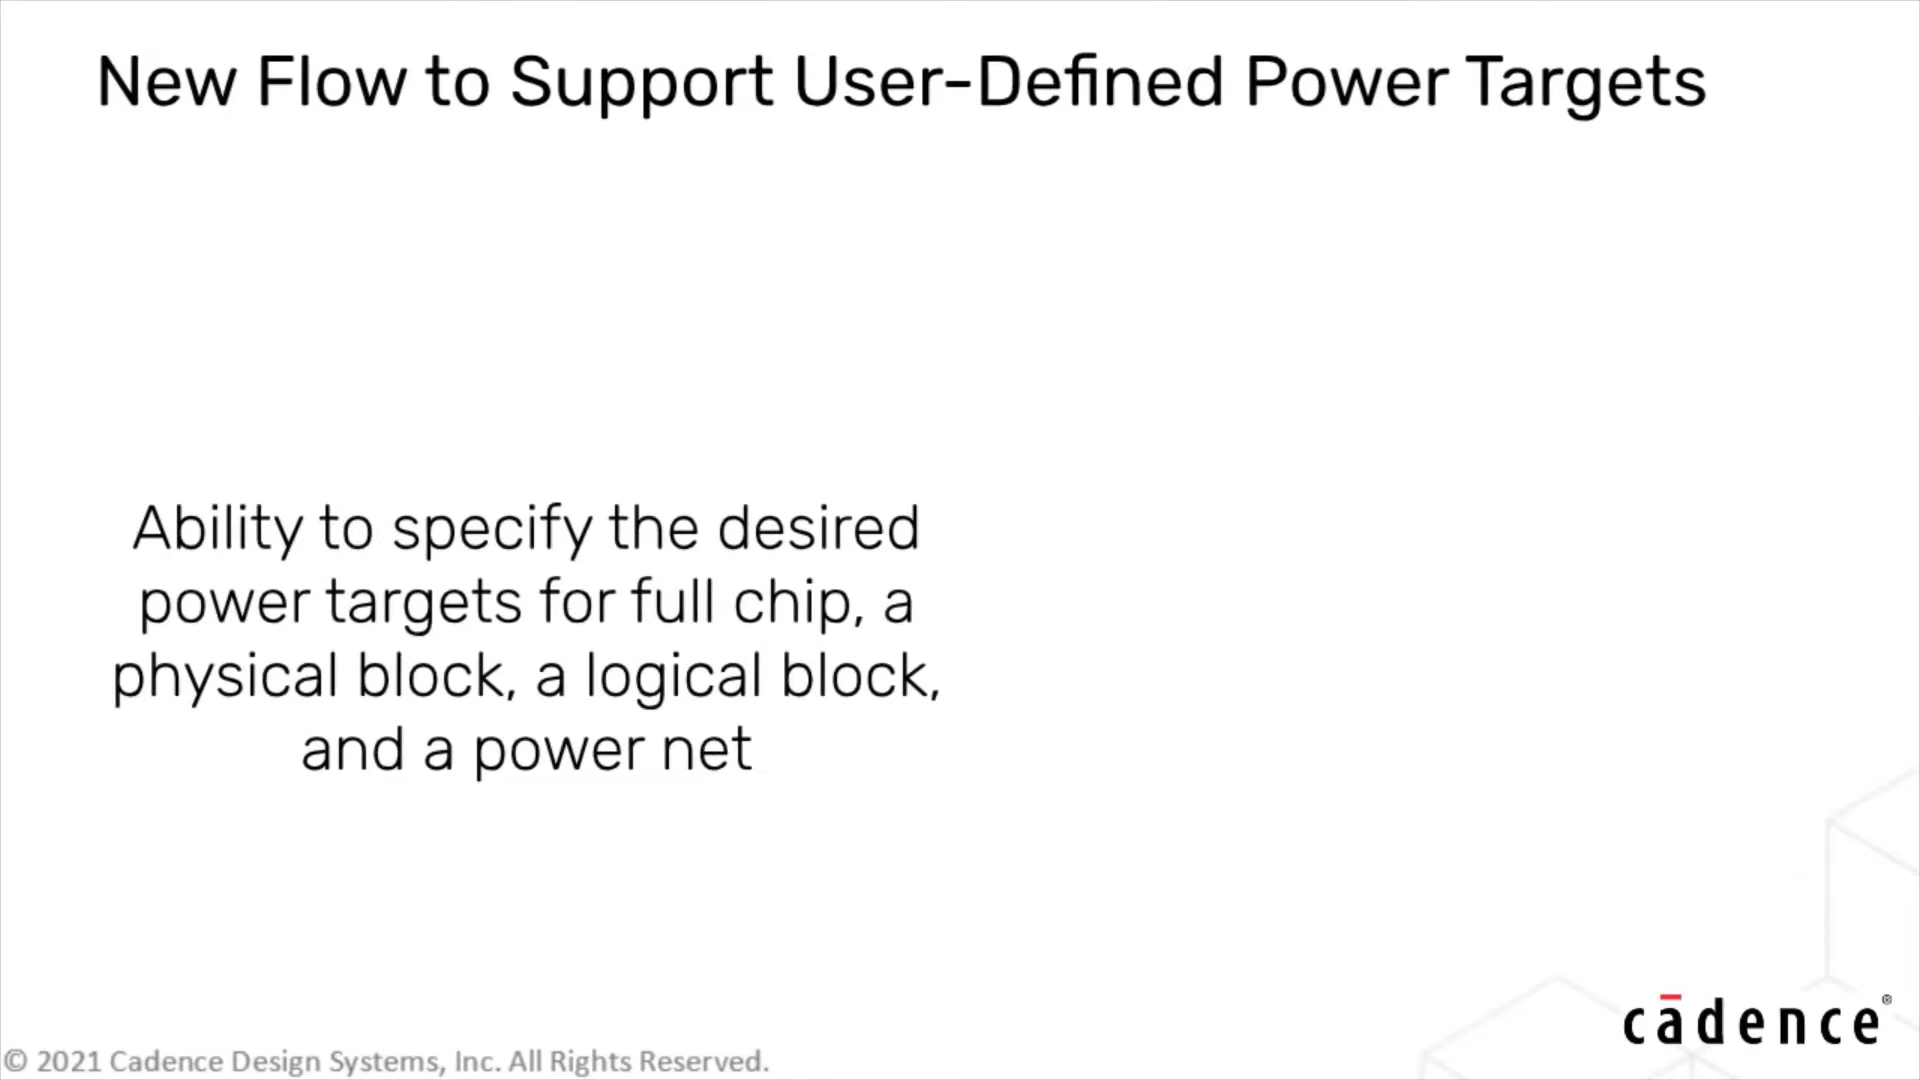 New Flow to Support User-Defined Power Targets
Ability to specify the desired
power targets for full chip, a
physical block, a logical block,
and a power net
cādence®
© 2021 Cadence Design Systems, Inc. All Rights Reserved.